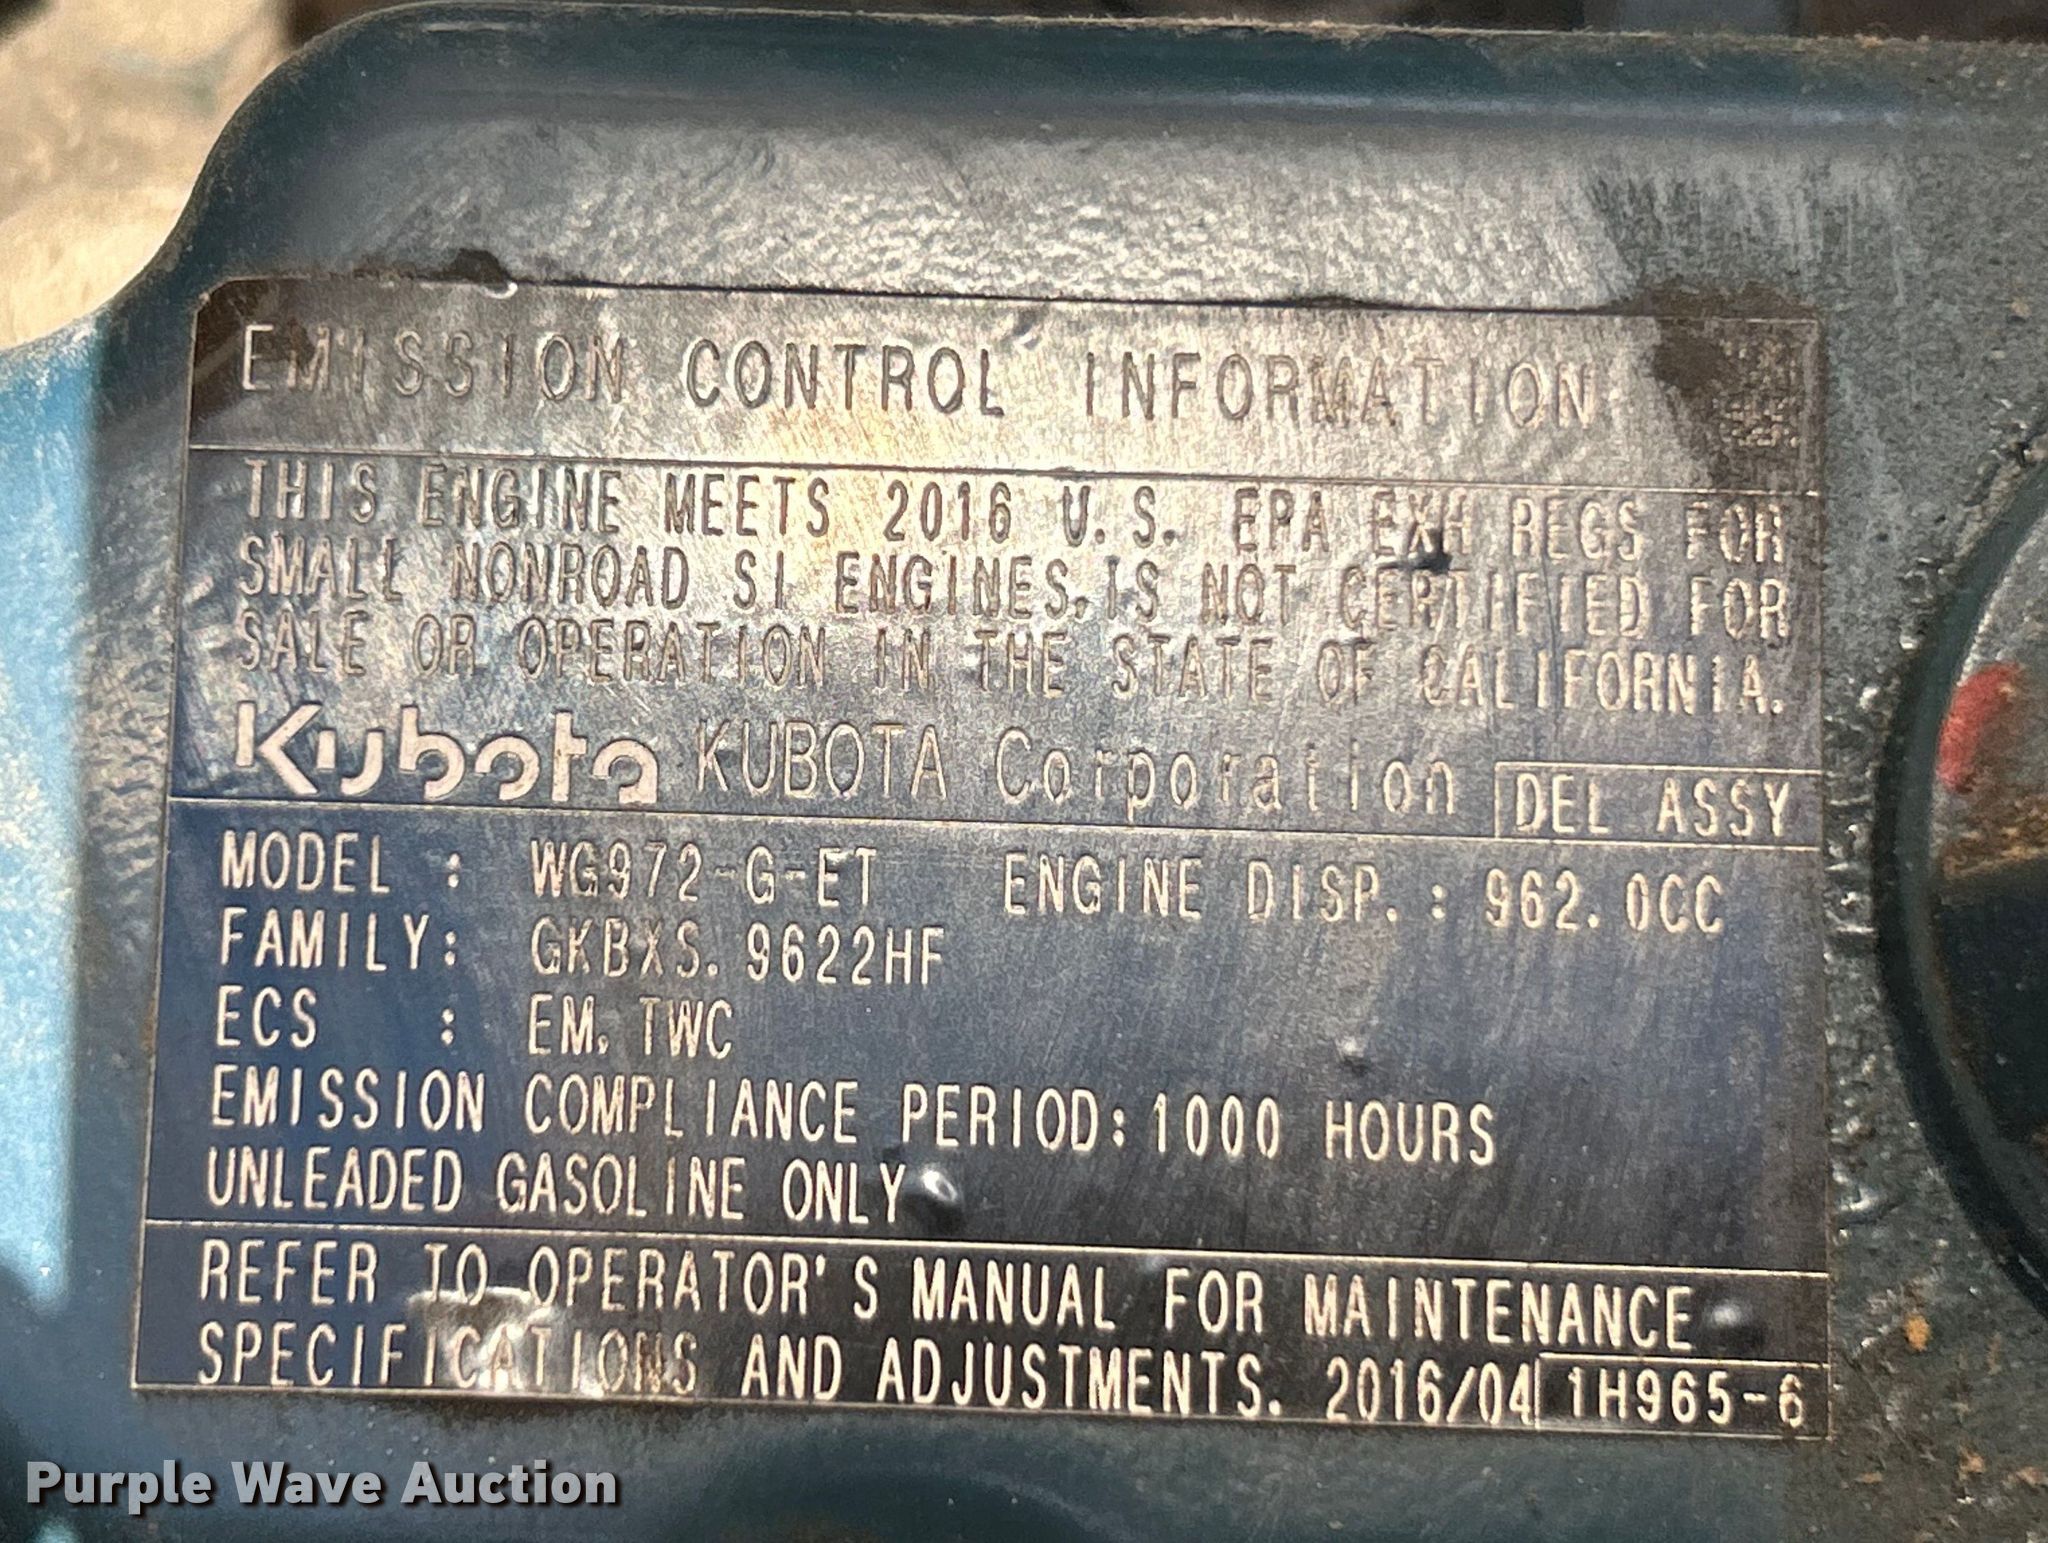 EMISSION CONTROL INFORMATION
THIS ENGINE MEETS 2016 U.S. EPA EXH REGS FOR
SMALL NONROAD SI ENGINES.IS NOT CERTIFIED FOR
SALE OR OPERATION IN THE STATE OF CALIFORNIA.
Kubota KUBOTA Corporation DEL ASSY
MODEL : WG972-G-ET ENGINE DISP.: 962.0CC
FAMILY: GKBXS.9622HF
ECS : EM, TWC
EMISSION COMPLIANCE PERIOD:1000 HOURS
UNLEADED GASOLINE ONLY
REFER TO OPERATOR'S MANUAL FOR MAINTENANCE
SPECIFICATIONS AND ADJUSTMENTS. 2016/04 1H965-6
Purple Wave Auction